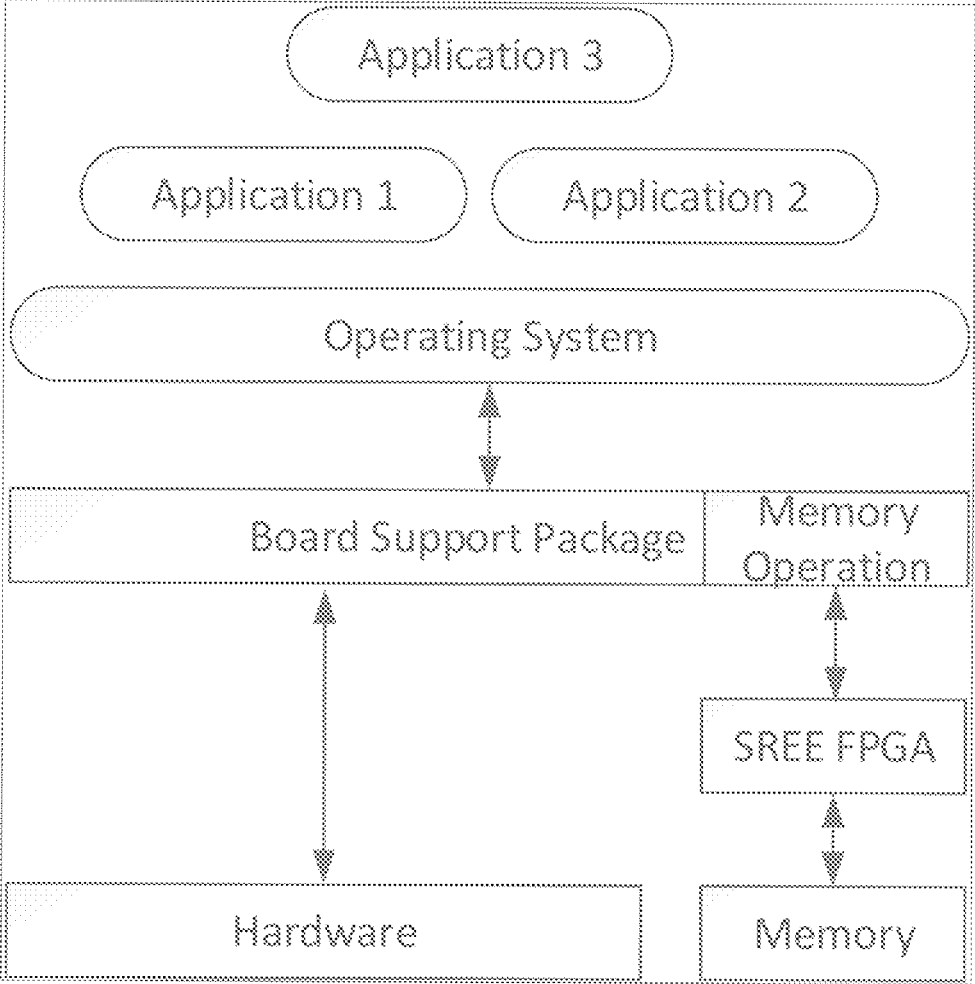 Application 3
Application 1
Application 2
Operating System
Board Support Package
Memory
Operation
SREE FPGA
Hardware
Memory